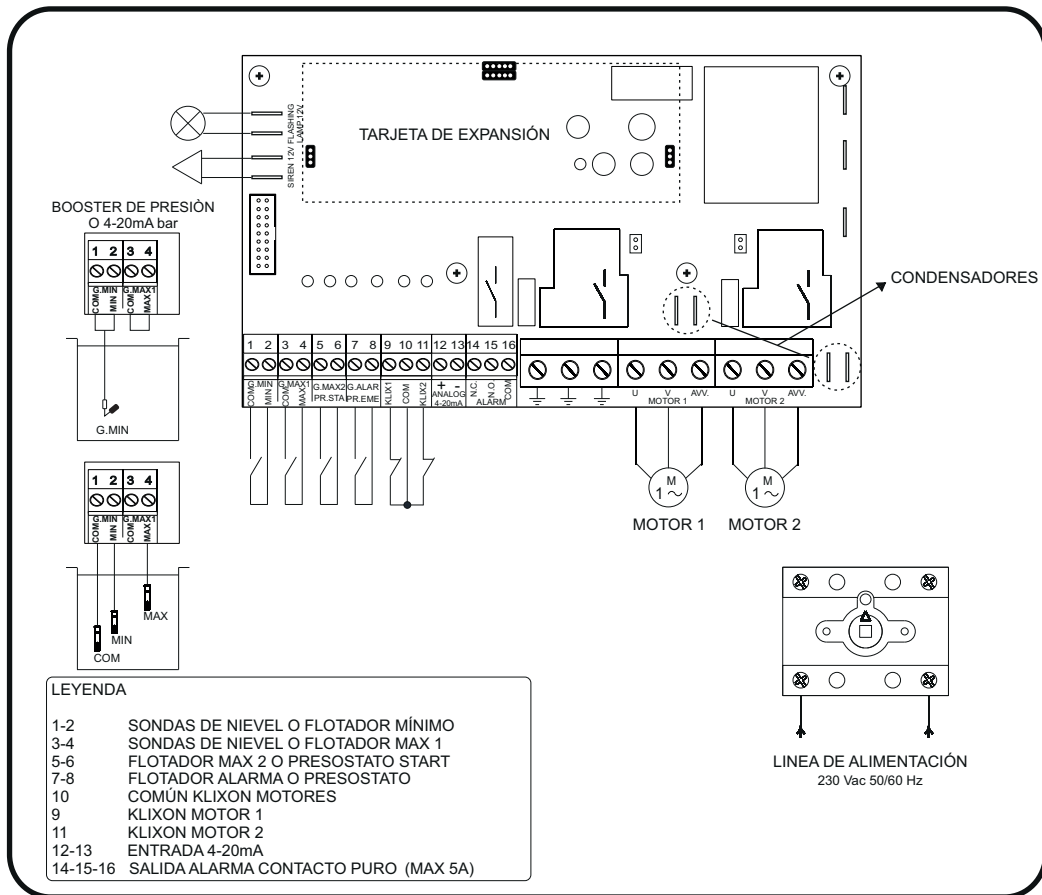 FLASHING
LAMP 12V
SIREN 12V
TARJETA DE EXPANSIÓN
CONDENSADORES
BOOSTER DE PRESIÒN
O 4-20mA bar
1 2 3 4
G.MIN G.MAX1
COM MIN COM MAX1
G.MIN
1 2 3 4
G.MIN G.MAX1
COM MIN COM MAX1
MAX
MIN
COM
1 2 3 4 5 6 7 8 9 10 11 12 13 14 15 16
G.MIN G.MAX1 G.MAX2 G.ALAR KLIX1 COM KLIX2 + - N.C. N.O. COM
COM MIN COM MAX1 PR.STA PR.EME ANALOG
4-20mA ALARM
U V AVV. U V AVV.
MOTOR 1 MOTOR 2
M M
1 ~ 1 ~
MOTOR 1 MOTOR 2
LINEA DE ALIMENTACIÓN
230 Vac 50/60 Hz
LEYENDA
1-2 SONDAS DE NIEVEL O FLOTADOR MÍNIMO
3-4 SONDAS DE NIEVEL O FLOTADOR MAX 1
5-6 FLOTADOR MAX 2 O PRESOSTATO START
7-8 FLOTADOR ALARMA O PRESOSTATO
10 COMÚN KLIXON MOTORES
9 KLIXON MOTOR 1
11 KLIXON MOTOR 2
12-13 ENTRADA 4-20mA
14-15-16 SALIDA ALARMA CONTACTO PURO (MAX 5A)